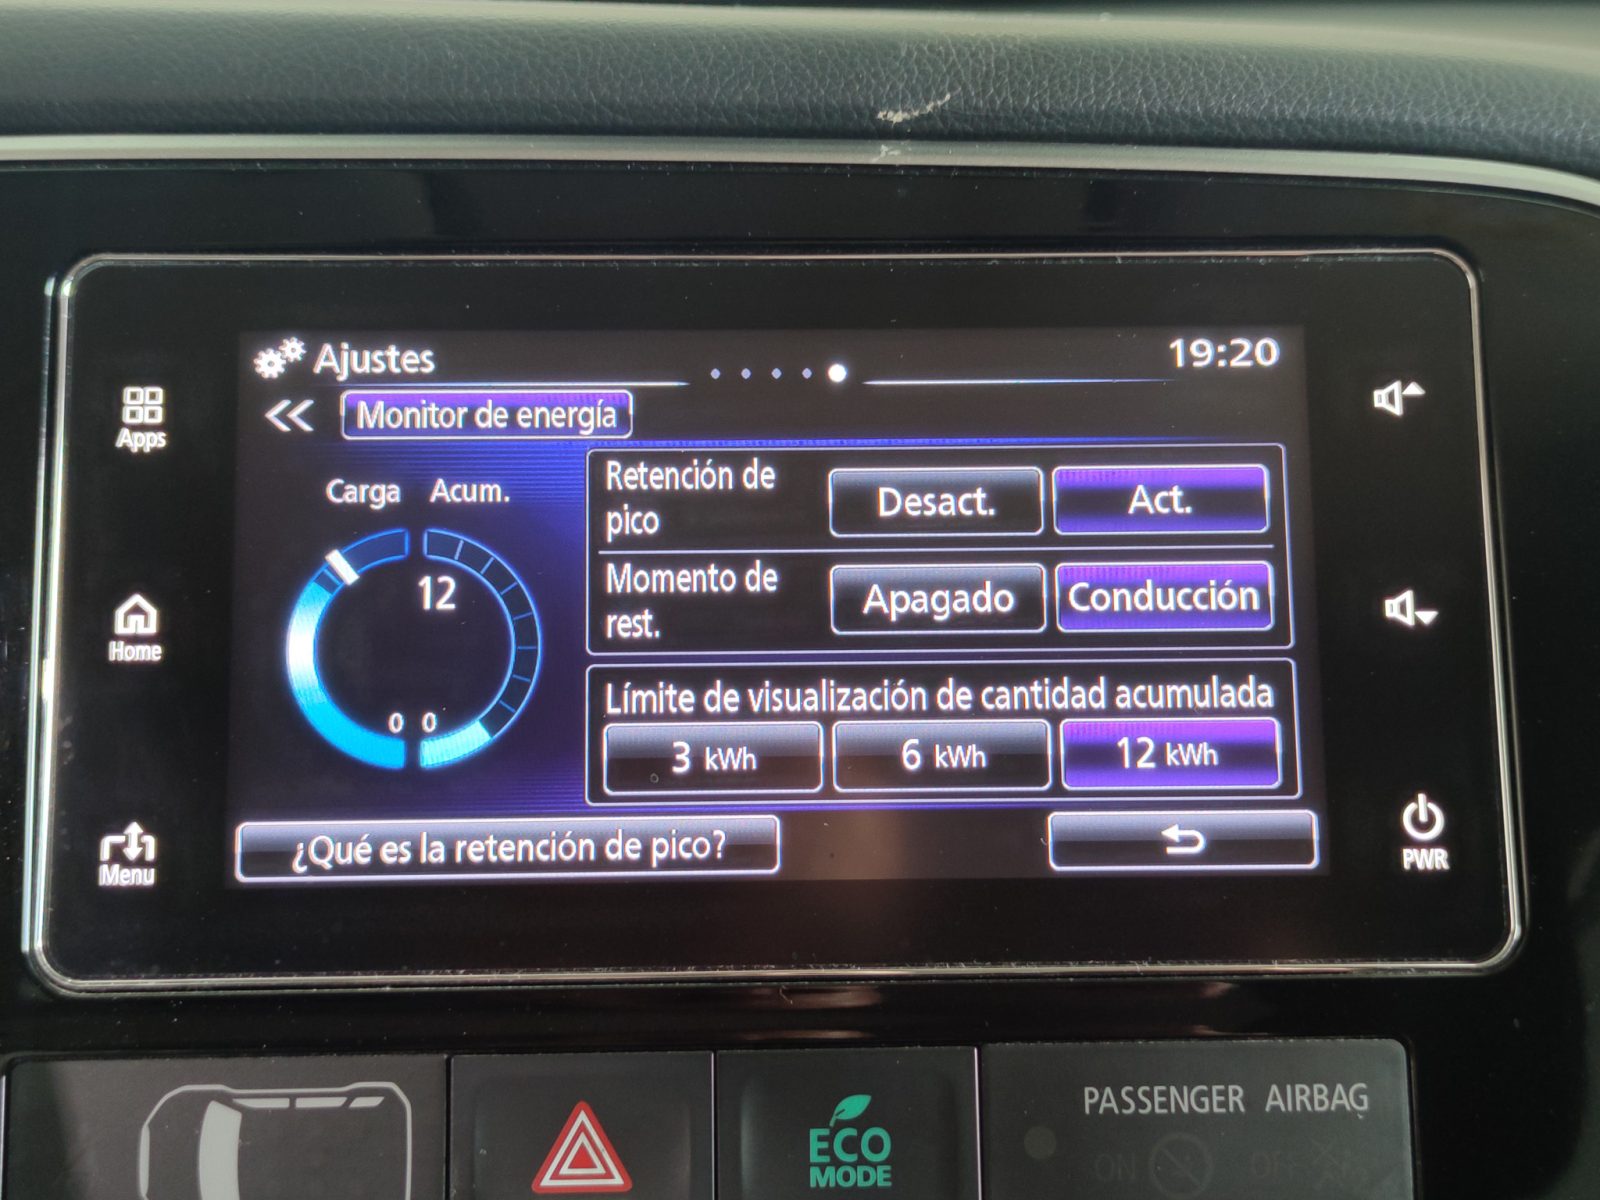 Ajustes
19:20
Monitor de energía
Apps
Carga Acum.
12
0 0
Home
Menu
Retención de
pico
Desact. Act.
Momento de
rest.
Apagado Conducción
Límite de visualización de cantidad acumulada
3 kWh 6 kWh 12 kWh
¿Qué es la retención de pico?
PWR
ECO
MODE
PASSENGER AIRBAG
ON